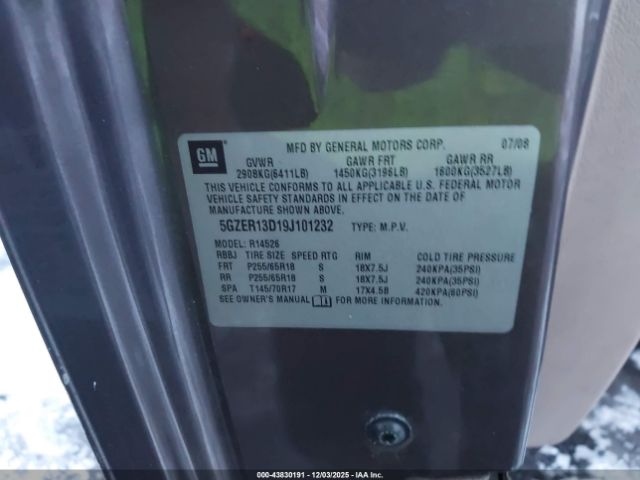 GM
MFD BY GENERAL MOTORS CORP. 07/08
GVWR GAWR FRT GAWR RR
2908KG(6411LB) 1450KG(3196LB) 1600KG(3527LB)
THIS VEHICLE CONFORMS TO ALL APPLICABLE U.S. FEDERAL MOTOR
VEHICLE SAFETY STANDARDS IN EFFECT ON THE DATE OF
MANUFACTURE SHOWN ABOVE.
5GZER13D19J101232 TYPE: M.P.V.
MODEL: R14526
RBBJ TIRE SIZE SPEED RTG RIM COLD TIRE PRESSURE
FRT P255/65R18 S 18X7.5J 240KPA(35PSI)
RR P255/65R18 S 18X7.5J 240KPA(35PSI)
SPA T145/70R17 M 17X4.5B 420KPA(60PSI)
SEE OWNER'S MANUAL FOR MORE INFORMATION.
000-43830191 - 12/03/2025 - IAA Inc.